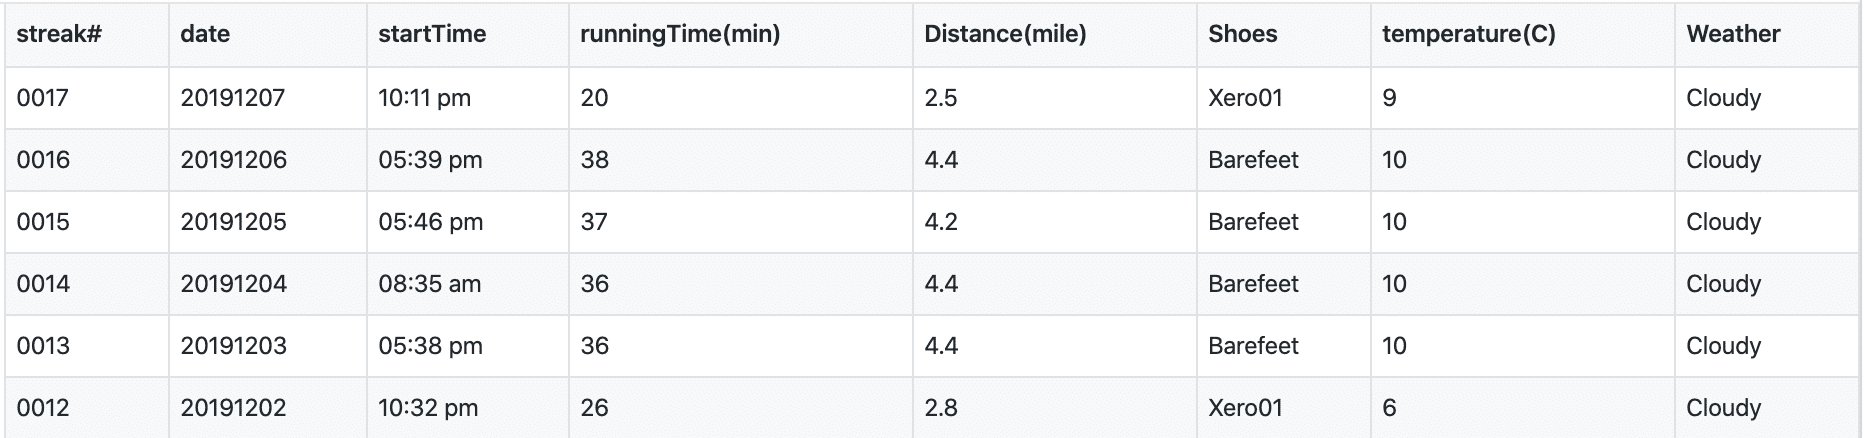 streak# date startTime runningTime(min) Distance(mile) Shoes temperature(C) Weather
0017 20191207 10:11 pm 20 2.5 Xero01 9 Cloudy
0016 20191206 05:39 pm 38 4.4 Barefeet 10 Cloudy
0015 20191205 05:46 pm 37 4.2 Barefeet 10 Cloudy
0014 20191204 08:35 am 36 4.4 Barefeet 10 Cloudy
0013 20191203 05:38 pm 36 4.4 Barefeet 10 Cloudy
0012 20191202 10:32 pm 26 2.8 Xero01 6 Cloudy